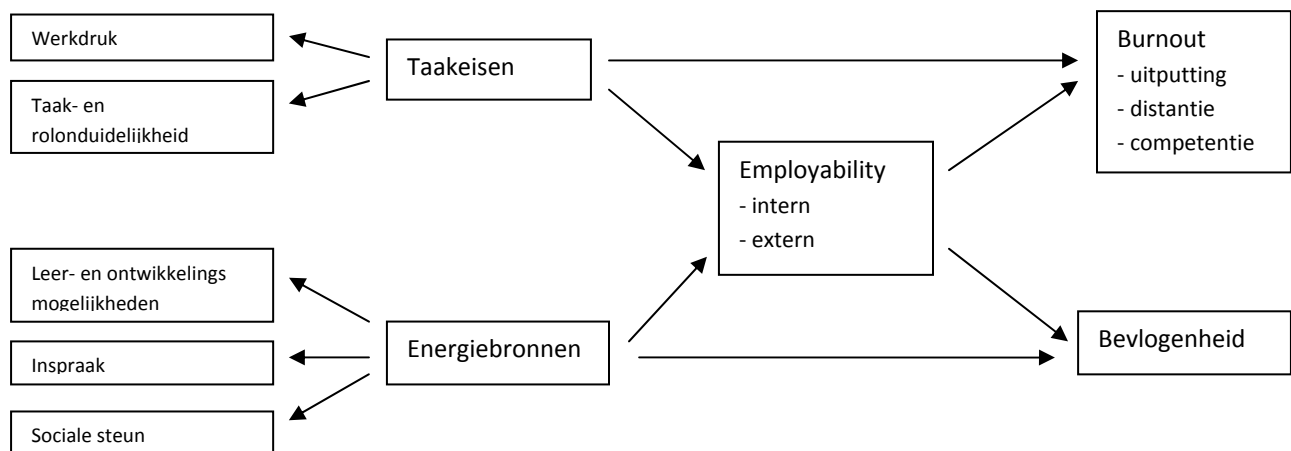 Werkdruk
Taak- en
rolonduidelijkheid
Leer- en ontwikkelings
mogelijkheden
Inspraak
Sociale steun
Taakeisen
Energiebronnen
Employability
- intern
- extern
Burnout
- uitputting
- distantie
- competentie
Bevlogenheid